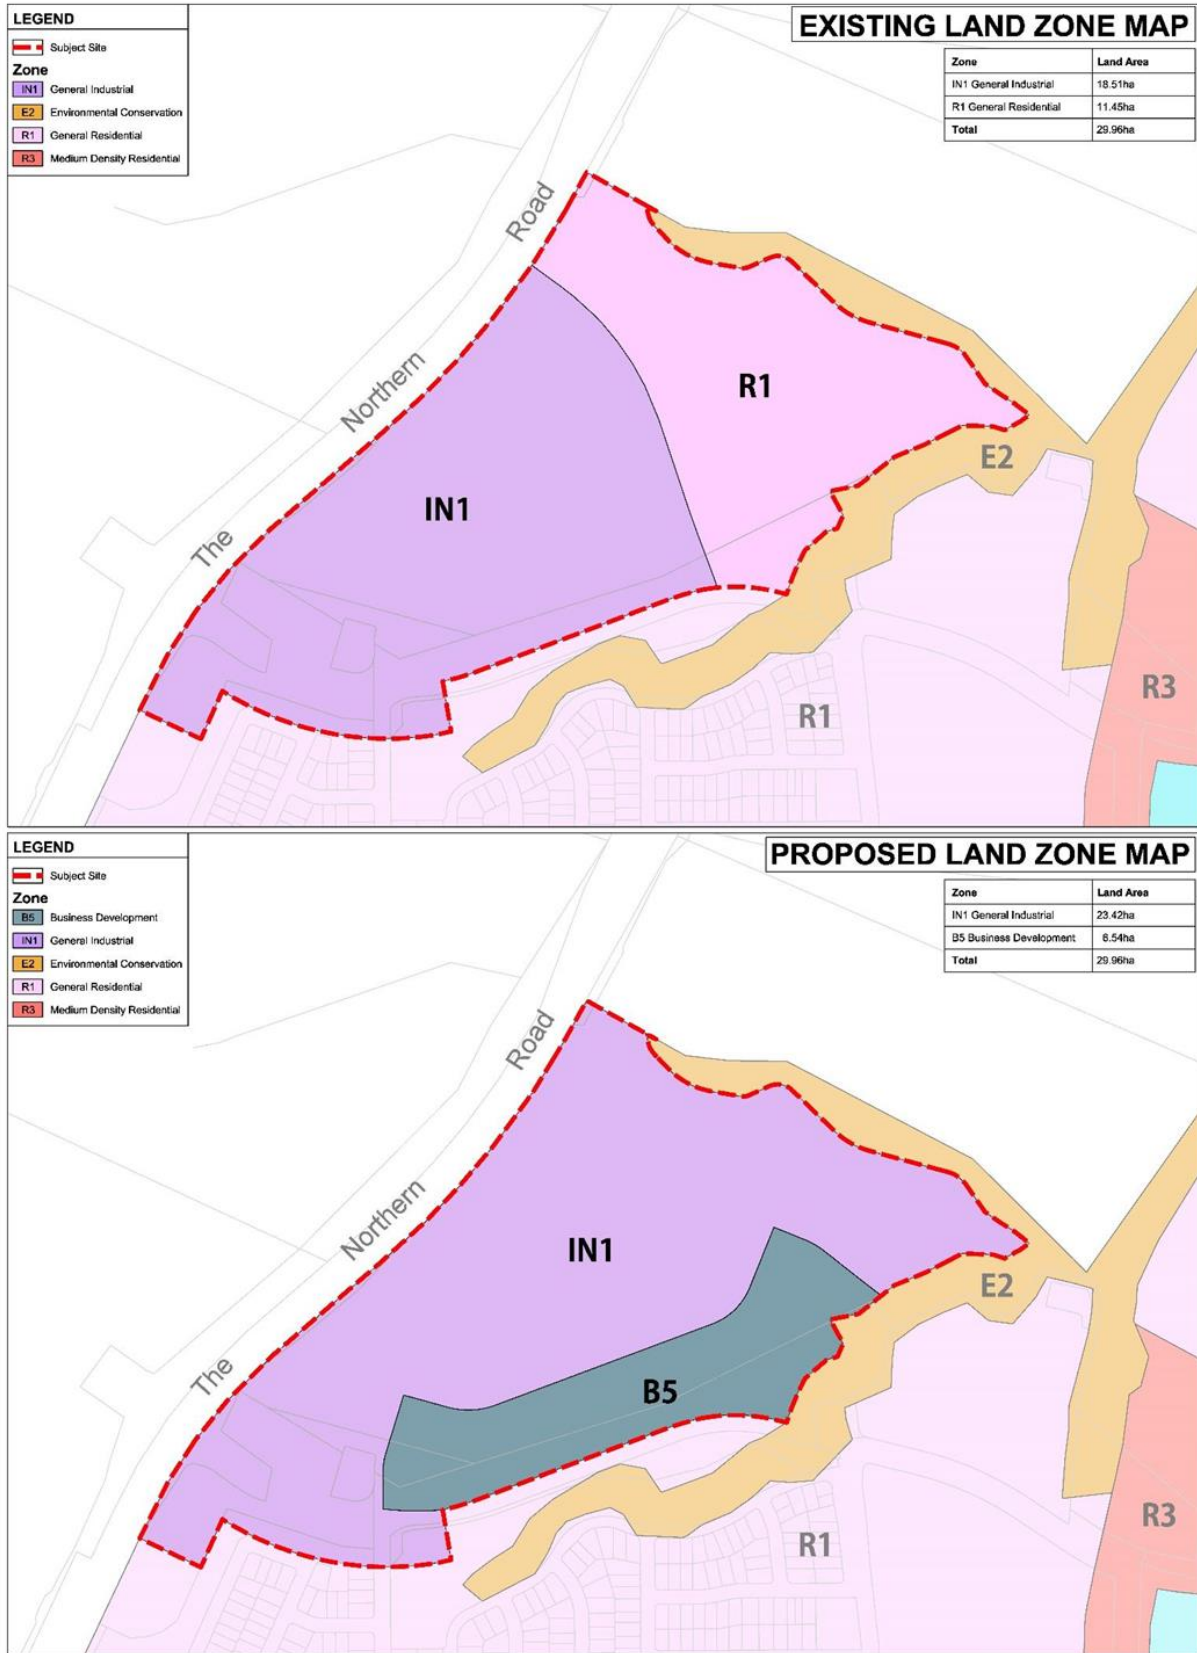 LEGEND
Subject Site
Zone
IN1 General Industrial
E2 Environmental Conservation
R1 General Residential
R3 Medium Density Residential
EXISTING LAND ZONE MAP
Zone Land Area
IN1 General Industrial 18.51ha
R1 General Residential 11.45ha
Total 29.96ha
The Northern Road
R1
IN1
E2
R1
R3
LEGEND
Subject Site
Zone
B5 Business Development
IN1 General Industrial
E2 Environmental Conservation
R1 General Residential
R3 Medium Density Residential
PROPOSED LAND ZONE MAP
Zone Land Area
IN1 General Industrial 23.42ha
B5 Business Development 6.54ha
Total 29.96ha
The Northern Road
IN1
E2
B5
R1
R3